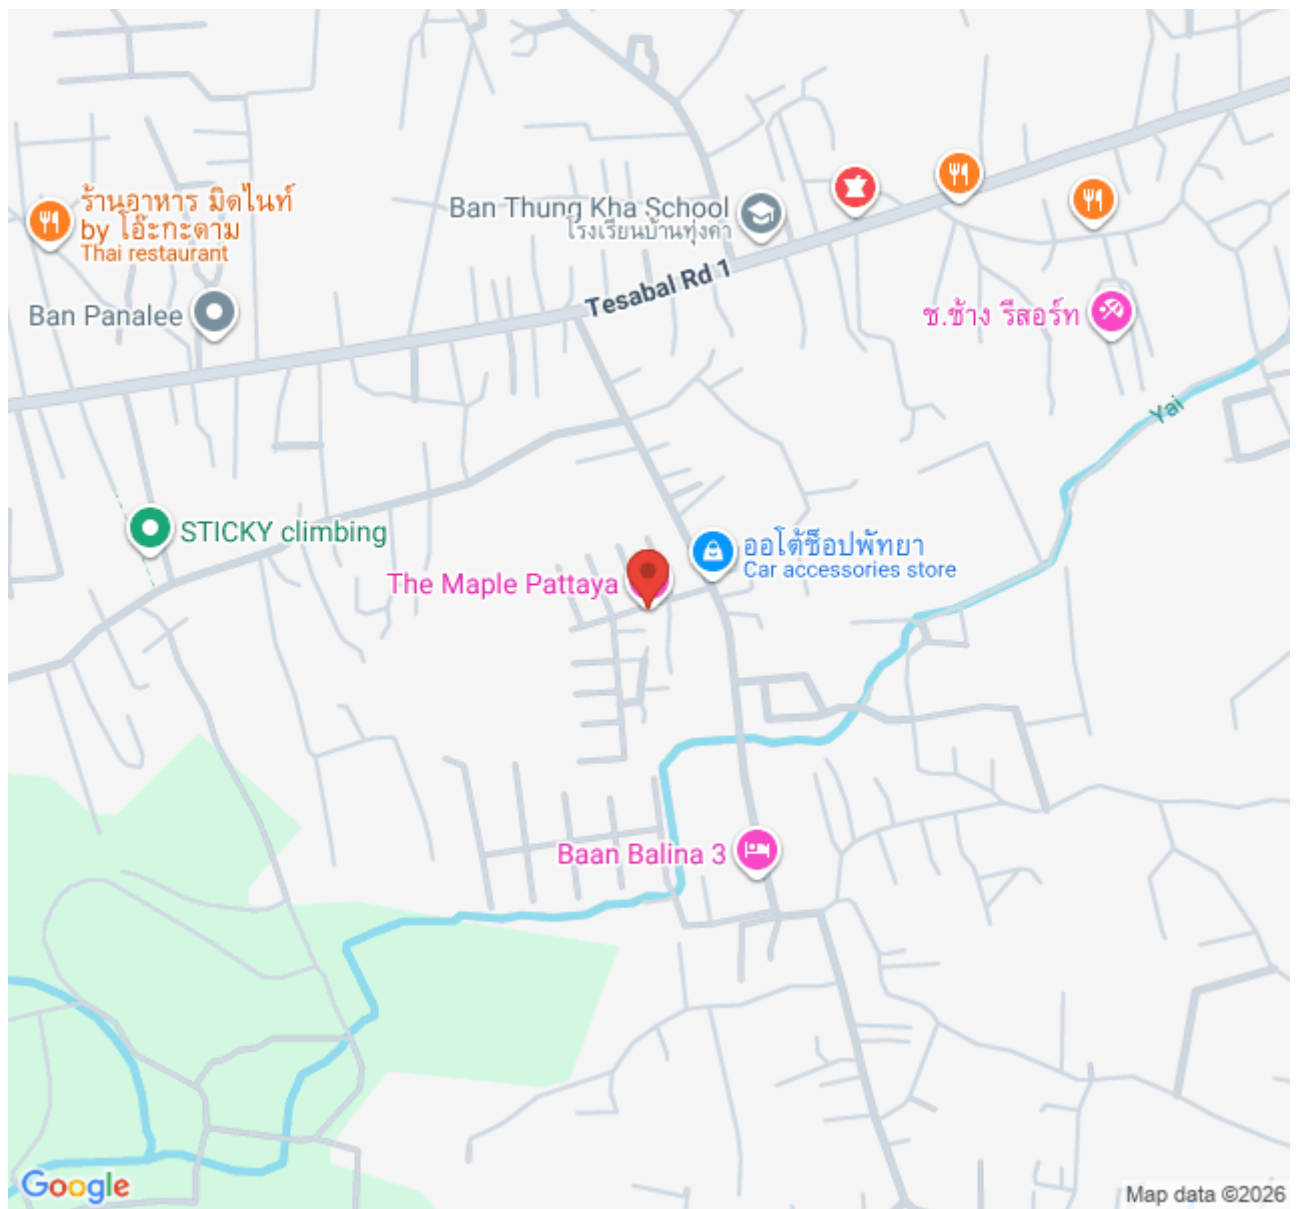 ร้านอาหาร มิดไนท์
by โอ๊ะกะดาม
Thai restaurant
Ban Thung Kha School
โรงเรียนบ้านทุ่งคา
Tesabal Rd 1
Ban Panalee
ช.ช้าง รีสอร์ท
Yai
STICKY climbing
ออโต้ช็อปพัทยา
Car accessories store
The Maple Pattaya
Baan Balina 3
Google
Map data ©2026